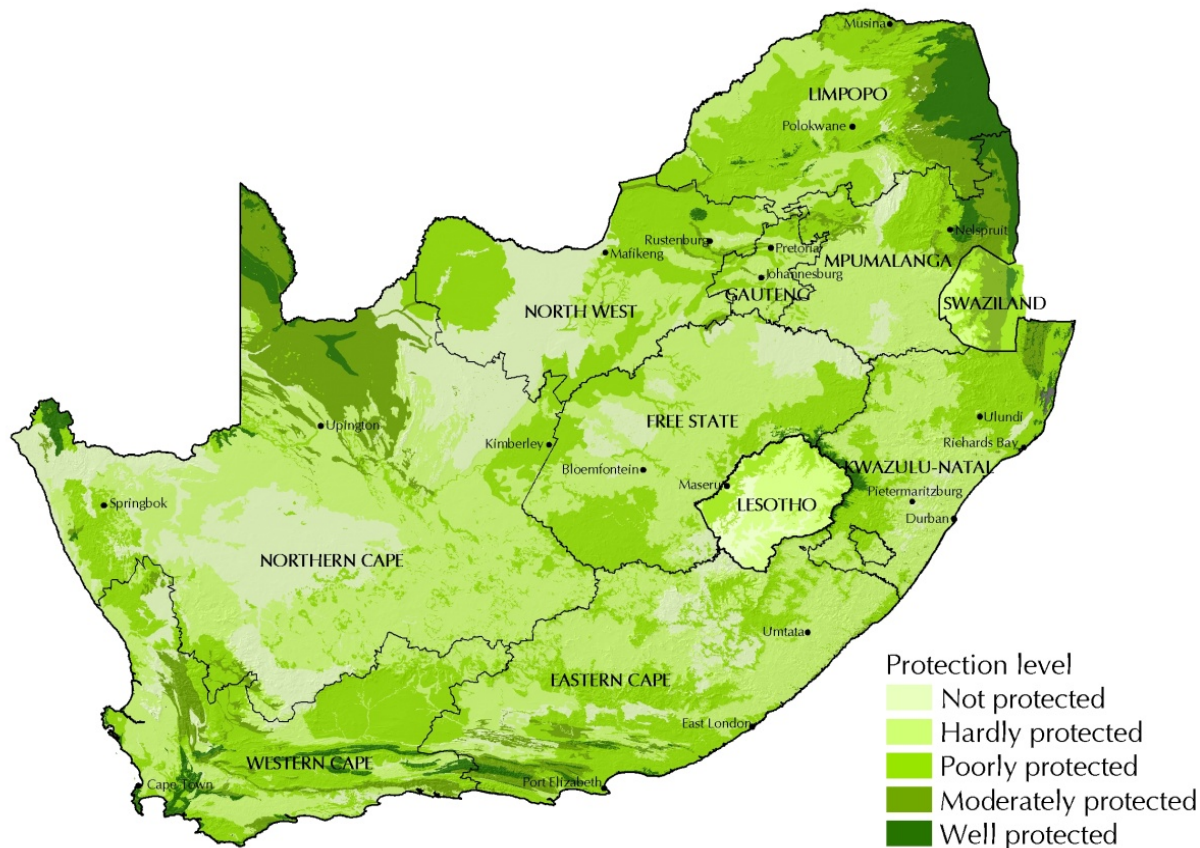 Musina
LIMPOPO
Polokwane
Rustenburg
Pretoria
Nelspruit
Mafikeng
MPUMALANGA
Johannesburg
GAUTENG
SWAZILAND
NORTH WEST
FREE STATE
Ulundi
Upington
Kimberley
Richards Bay
Bloemfontein
KWAZULU-NATAL
Maseru
Pietermaritzburg
Springbok
LESOTHO
Durban
NORTHERN CAPE
Umtata
EASTERN CAPE
East London
WESTERN CAPE
Port Elizabeth
Cape Town
Protection level
Not protected
Hardly protected
Poorly protected
Moderately protected
Well protected